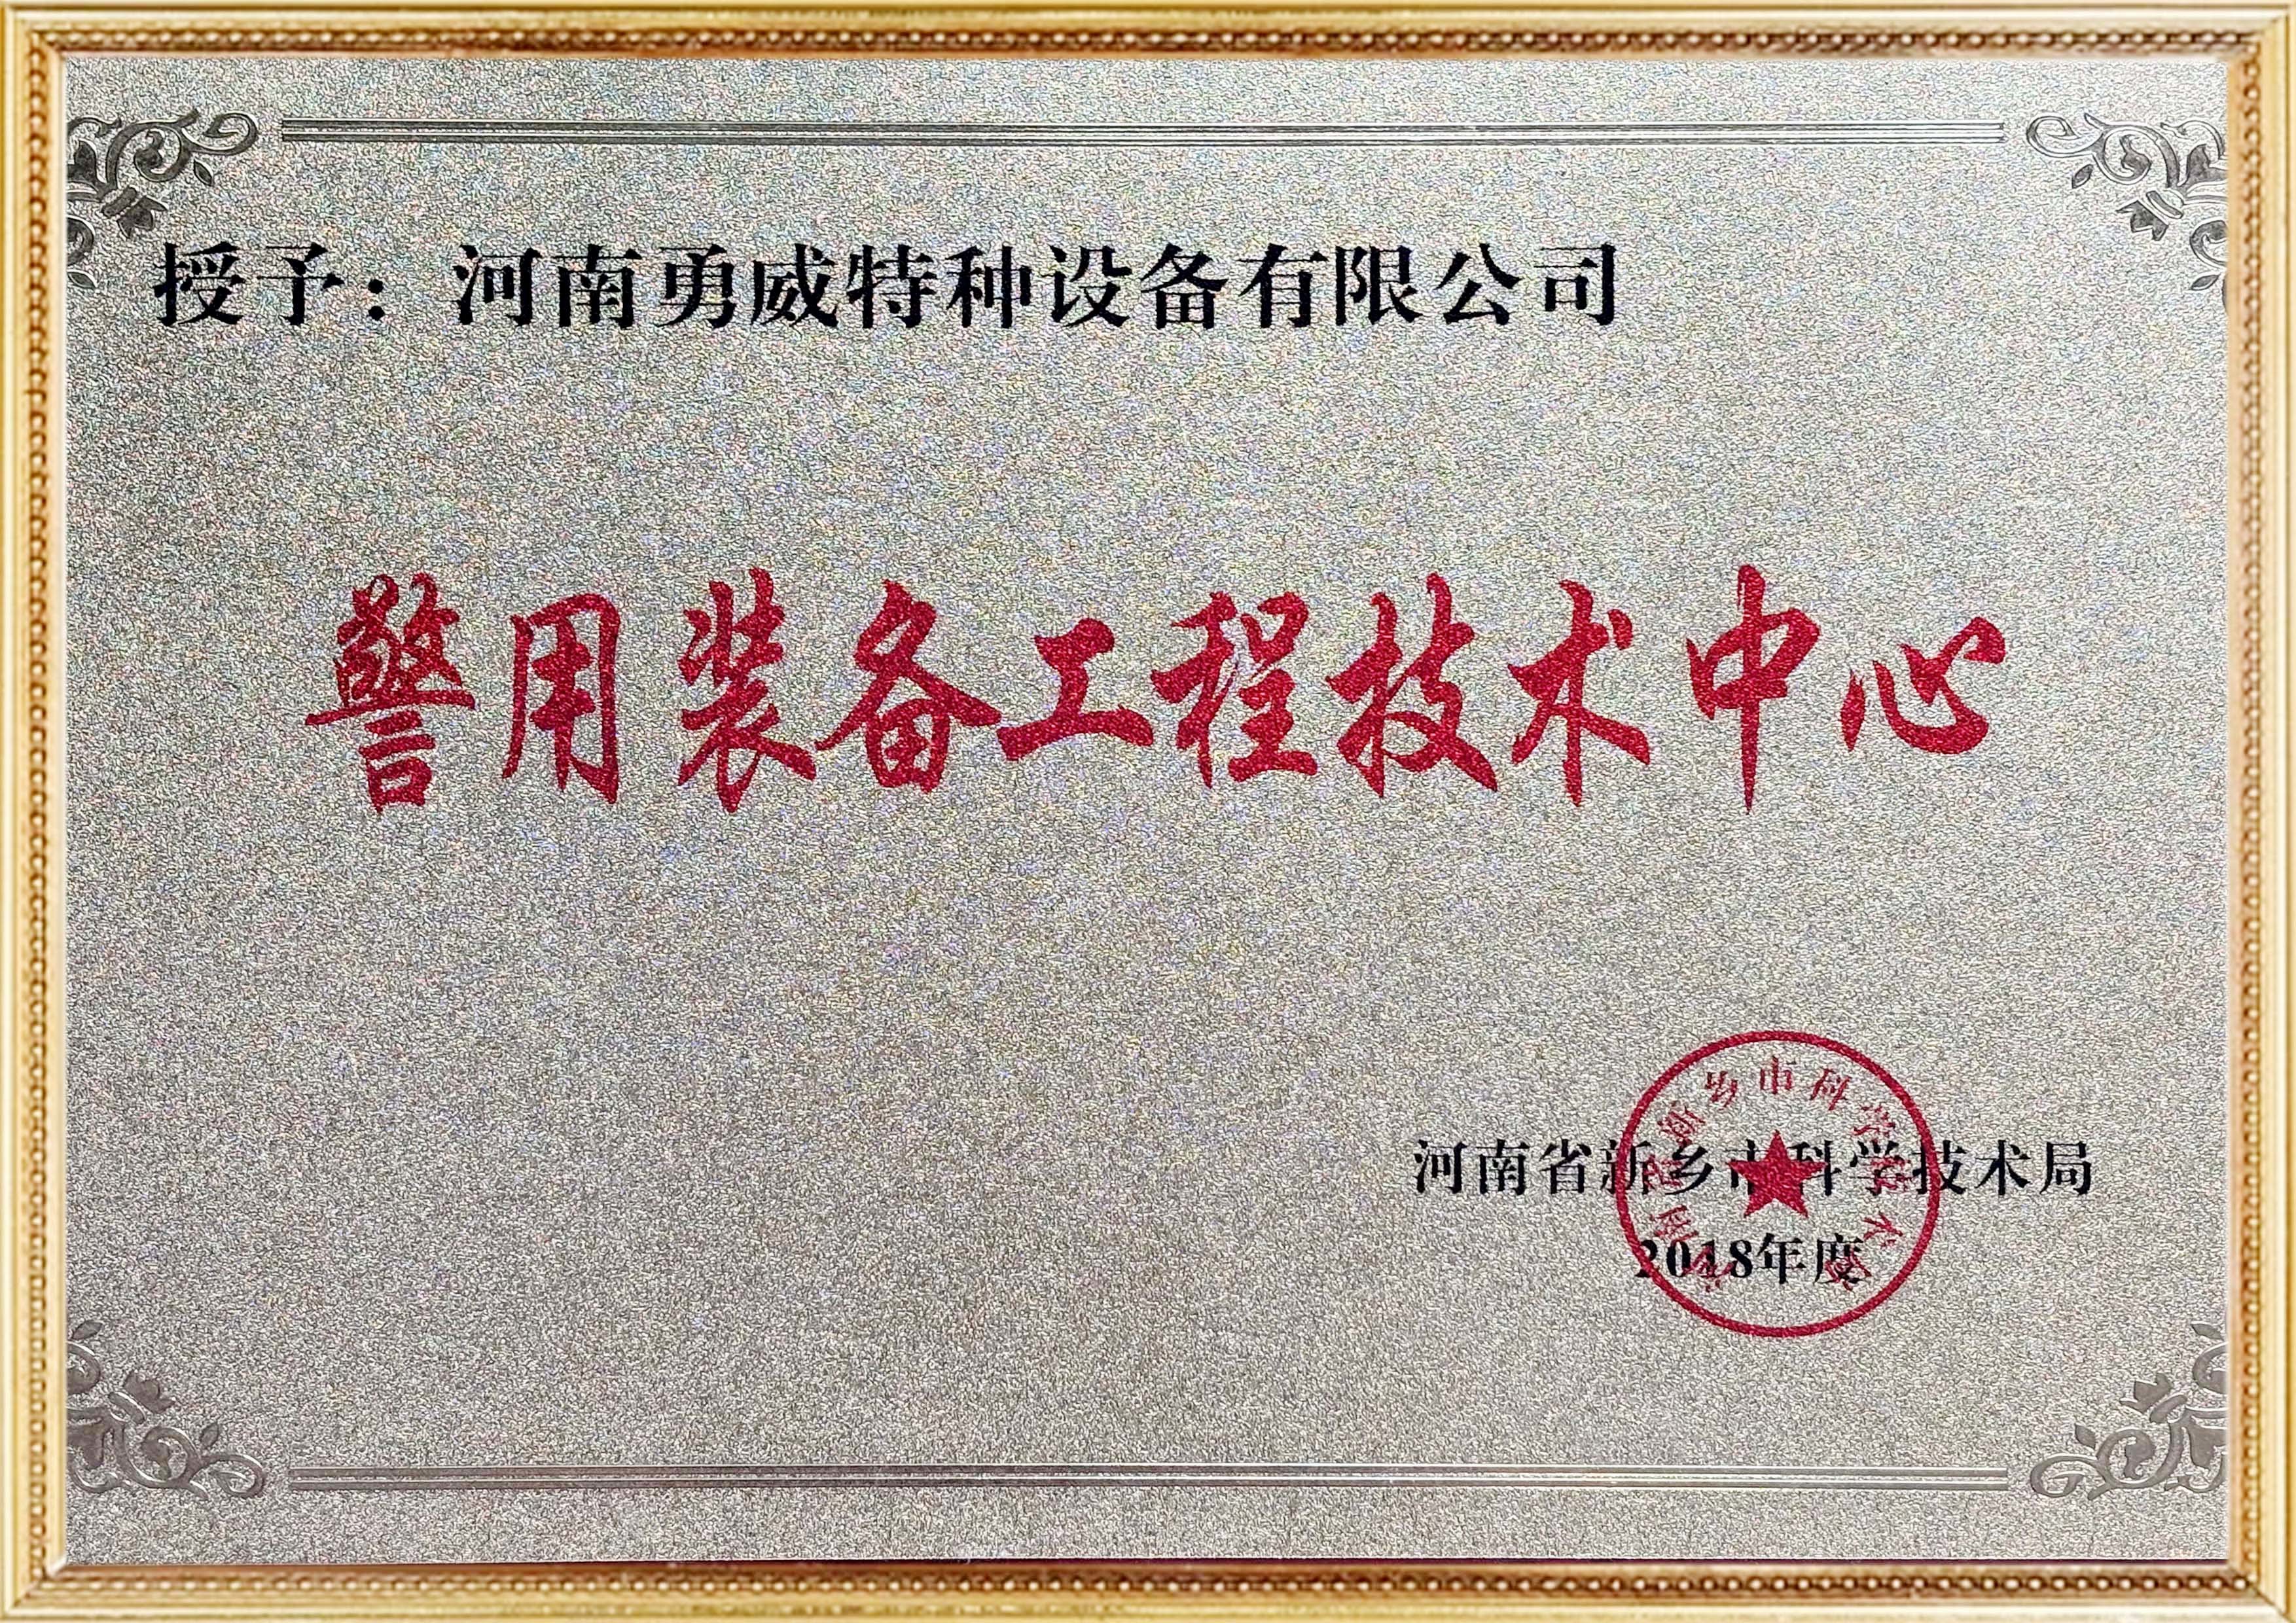 授予：河南勇威特种设备有限公司
警用装备工程技术中心
河南省新乡市科学技术局
2018年度